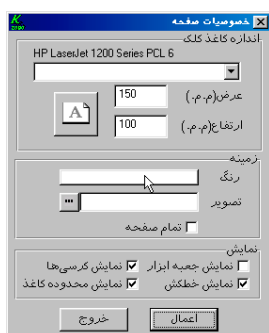 خصوصیات صفحه
اندازه کاغذ کلک
HP LaserJet 1200 Series PCL 6
عرض(م.م.) 150
ارتفاع(م.م.) 100
زمینه
رنگ
تصویر ...
تمام صفحه
نمایش
نمایش جعبه ابزار نمایش کرسی‌ها
نمایش خطکش نمایش محدوده کاغذ
اعمال خروج